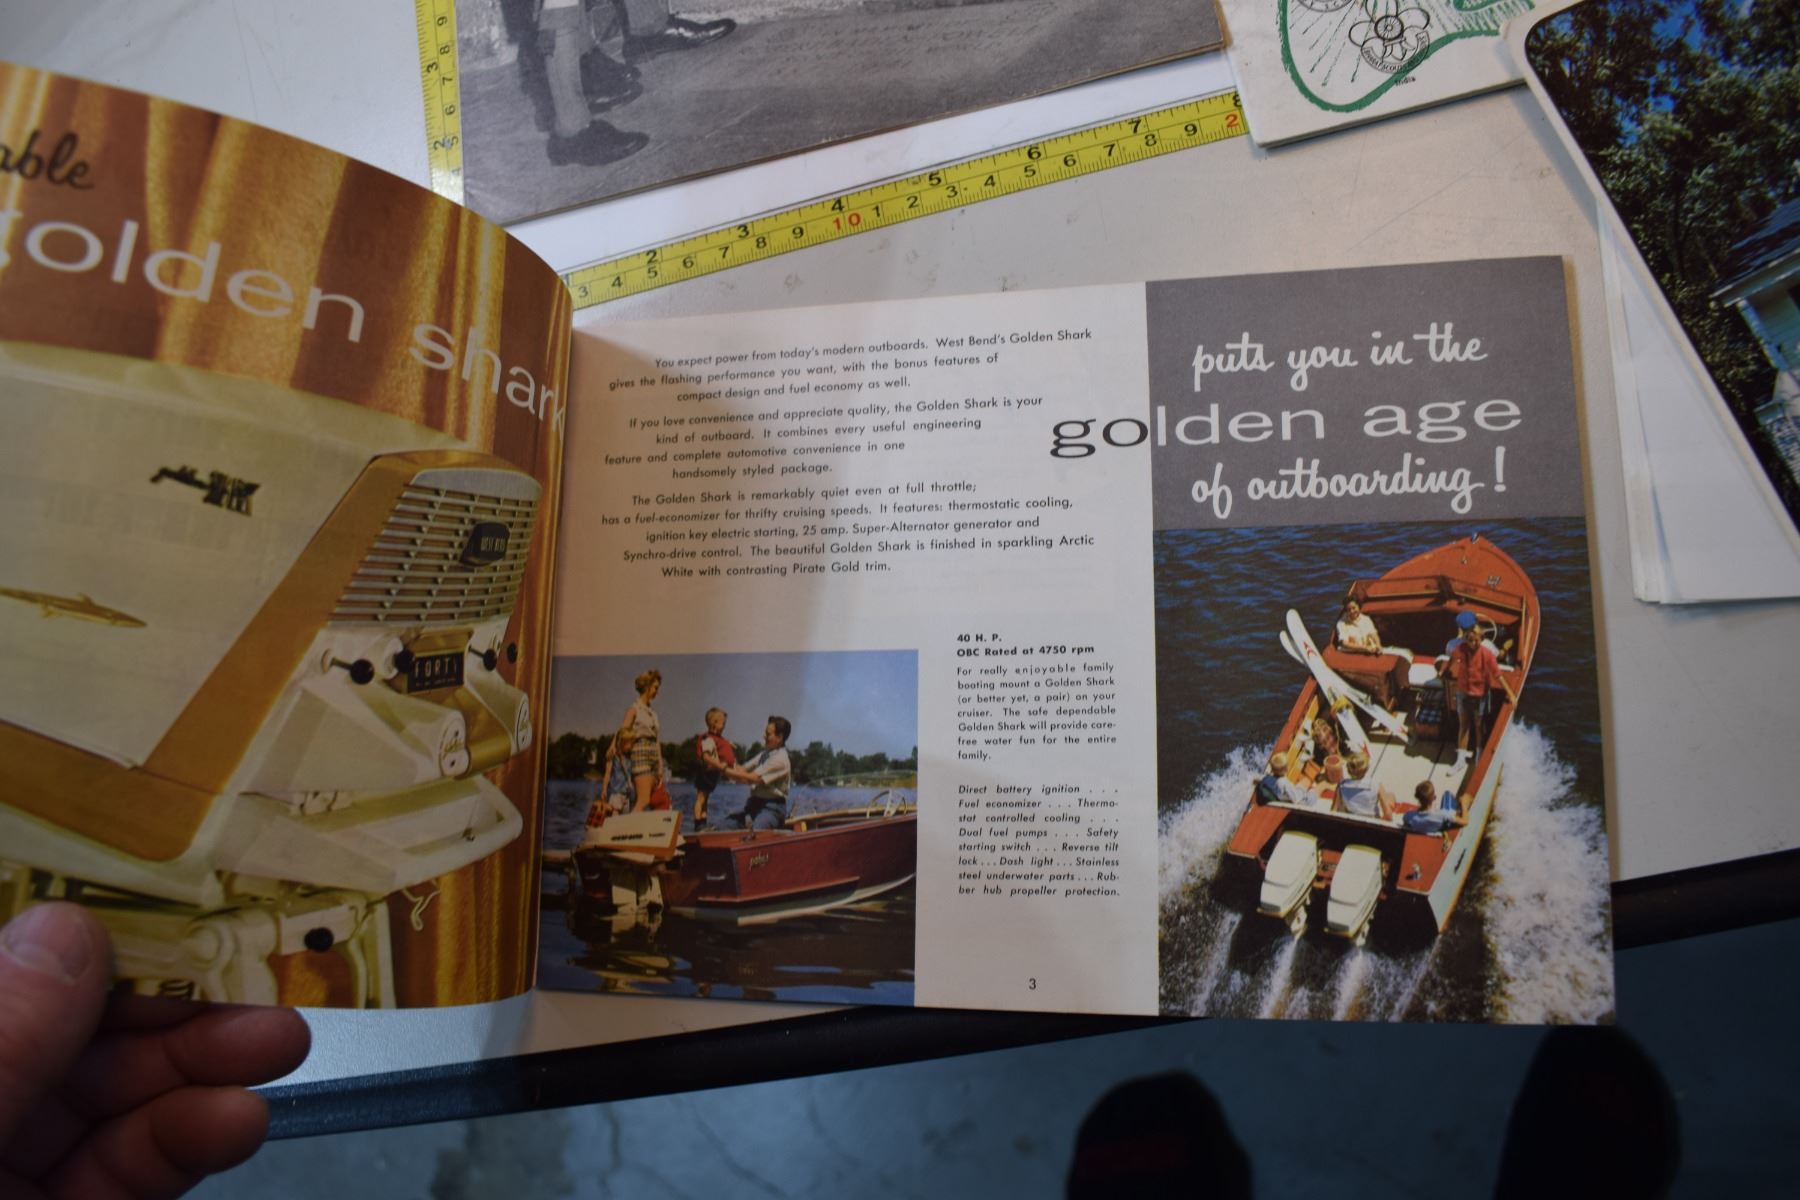 golden shark
WEST BEND
FORTY
You expect power from today's modern outboards. West Bend's Golden Shark
gives the flashing performance you want, with the bonus features of
compact design and fuel economy as well.
If you love convenience and appreciate quality, the Golden Shark is your
kind of outboard. It combines every useful engineering
feature and complete automotive convenience in one
handsomely styled package.
The Golden Shark is remarkably quiet even at full throttle;
has a fuel-economizer for thrifty cruising speeds. It features: thermostatic cooling,
ignition key electric starting, 25 amp. Super-Alternator generator and
Synchro-drive control. The beautiful Golden Shark is finished in sparkling Arctic
White with contrasting Pirate Gold trim.
puts you in the
golden age
of outboarding!
40 H. P.
OBC Rated at 4750 rpm
For really enjoyable family
boating mount a Golden Shark
(or better yet, a pair) on your
cruiser. The safe dependable
Golden Shark will provide care-
free water fun for the entire
family.
Direct battery ignition . . .
Fuel economizer . . . Thermo-
stat controlled cooling . . .
Dual fuel pumps . . . Safety
starting switch . . . Reverse tilt
lock . . . Dash light . . . Stainless
steel underwater parts . . . Rub-
ber hub propeller protection.
3
India